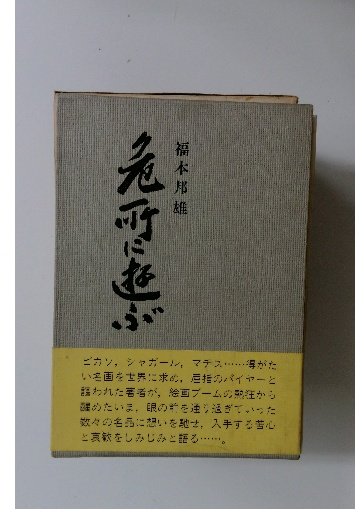 福本邦雄
危所に遊ぶ
ピカソ，シャガール，マチス……得がた
い名画を世界に求め，屈指のバイヤーと
謳われた著者が，絵画ブームの熱狂から
醒めたいま，眼の前を通り過ぎていった
数々の名品に想いを馳せ，入手する苦心
と哀歓をしみじみと語る……。